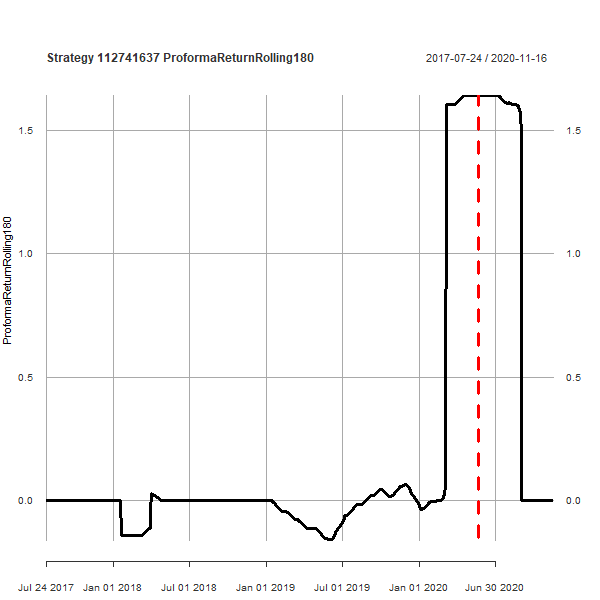 Strategy 112741637 ProformaReturnRolling180
2017-07-24 / 2020-11-16
ProformaReturnRolling180
1.5
1.5
1.0
1.0
0.5
0.5
0.0
0.0
Jul 24 2017
Jan 01 2018
Jul 01 2018
Jan 01 2019
Jul 01 2019
Jan 01 2020
Jun 30 2020